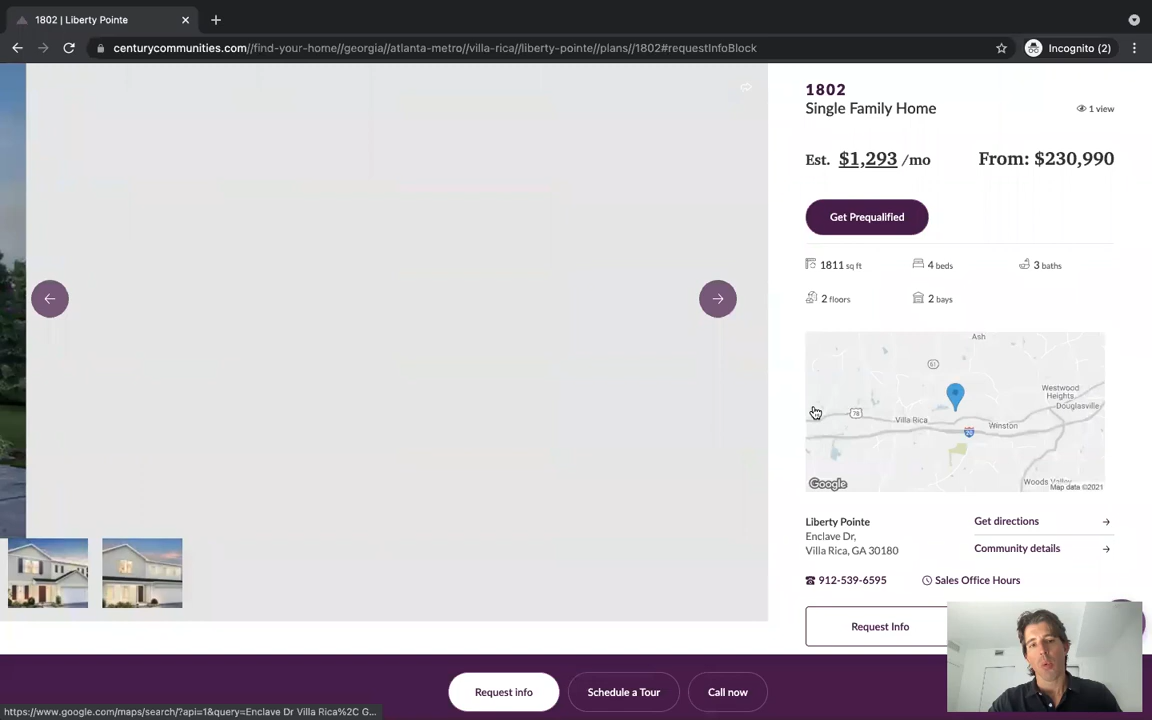 1802 | Liberty Pointe
centurycommunities.com//find-your-home//georgia//atlanta-metro//villa-rica//liberty-pointe//plans//1802#requestInfoBlock
Incognito (2)
1802
Single Family Home
1 view
Est. $1,293 /mo
From: $230,990
Get Prequalified
1811 sq ft
4 beds
3 baths
2 floors
2 bays
Ash
61
Westwood
Heights
Douglasville
78
Villa Rica
Winston
20
Woods Valley
Google
Map data ©2021
Liberty Pointe
Enclave Dr,
Villa Rica, GA 30180
Get directions
Community details
912-539-6595
Sales Office Hours
Request Info
Request info
Schedule a Tour
Call now
https://www.google.com/maps/search/?api=1&query=Enclave Dr Villa Rica%2C G...